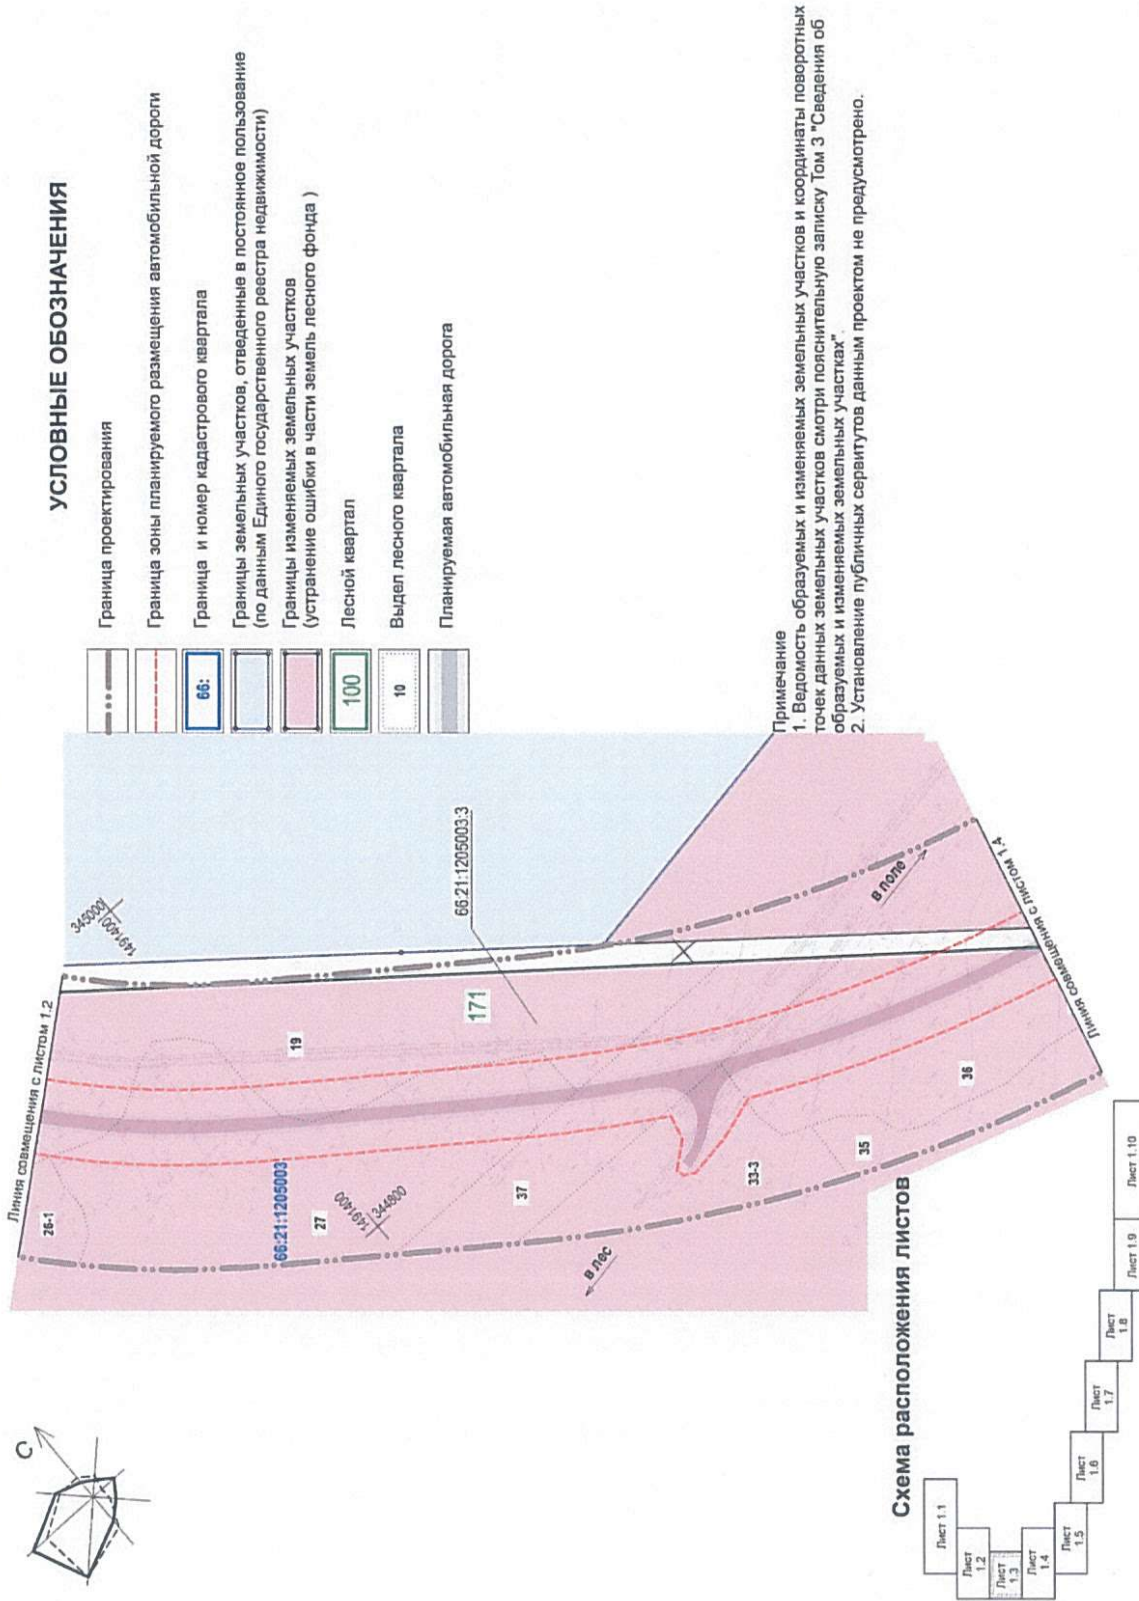 УСЛОВНЫЕ ОБОЗНАЧЕНИЯ
Граница проектирования
Граница зоны планируемого размещения автомобильной дороги
66:
Граница и номер кадастрового квартала
Границы земельных участков, отведенные в постоянное пользование
(по данным Единого государственного реестра недвижимости)
Границы изменяемых земельных участков
(устранение ошибки в части земель лесного фонда )
100
Лесной квартал
10
Выдел лесного квартала
Планируемая автомобильная дорога
Примечание
1. Ведомость образуемых и изменяемых земельных участков и координаты поворотных
точек данных земельных участков смотри пояснительную записку Том 3 "Сведения об
образуемых и изменяемых земельных участках".
2. Установление публичных сервитутов данным проектом не предусмотрено.
С
Линия совмещения с листом 1.2
345000
1491400
26-1
19
66:21:1205003
27
1491400
344800
171
66:21:1205003:3
37
в лес
33-3
35
36
в поле
Линия совмещения с листом 1.4
Схема расположения листов
Лист 1.1
Лист
1.2
Лист
1.3
Лист
1.4
Лист
1.5
Лист
1.6
Лист
1.7
Лист
1.8
Лист 1.9
Лист 1.10